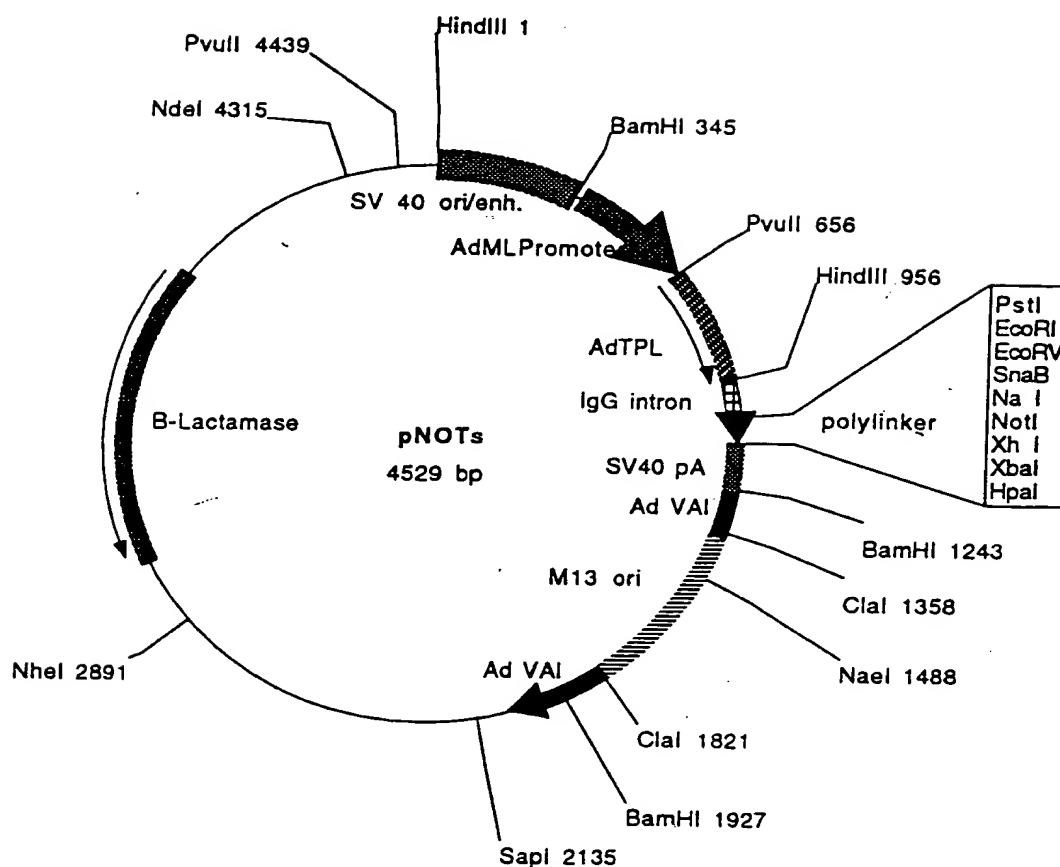 HindIII 1
PvuII 4439
NdeI 4315
BamHI 345
SV 40 ori/enh.
AdMLPromote
PvuII 656
HindIII 956
AdTPL
IgG intron
polylinker
PstI
EcoRI
EcoRV
SnaB
Na I
NotI
Xh I
XbaI
HpaI
B-Lactamase
pNOTs
4529 bp
SV40 pA
Ad VAI
BamHI 1243
M13 ori
ClaI 1358
NheI 2891
Ad VAI
NaeI 1488
ClaI 1821
BamHI 1927
SapI 2135